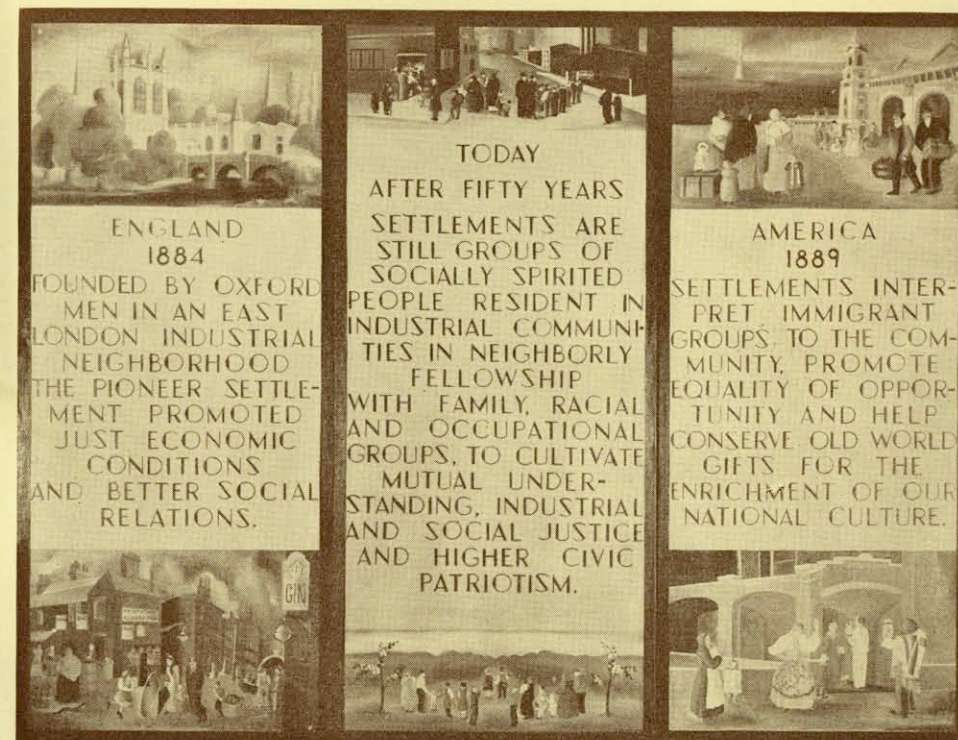 ENGLAND
1884
FOUNDED BY OXFORD
MEN IN AN EAST
LONDON INDUSTRIAL
NEIGHBORHOOD
THE PIONEER SETTLE-
MENT PROMOTED
JUST ECONOMIC
CONDITIONS
AND BETTER SOCIAL
RELATIONS.
GIN
TODAY
AFTER FIFTY YEARS
SETTLEMENTS ARE
STILL GROUPS OF
SOCIALLY SPIRITED
PEOPLE RESIDENT IN
INDUSTRIAL COMMUNI-
TIES IN NEIGHBORLY
FELLOWSHIP
WITH FAMILY, RACIAL
AND OCCUPATIONAL
GROUPS, TO CULTIVATE
MUTUAL UNDER-
STANDING, INDUSTRIAL
AND SOCIAL JUSTICE
AND HIGHER CIVIC
PATRIOTISM.
AMERICA
1889
SETTLEMENTS INTER-
PRET IMMIGRANT
GROUPS TO THE COM-
MUNITY, PROMOTE
EQUALITY OF OPPOR-
TUNITY AND HELP
CONSERVE OLD WORLD
GIFTS FOR THE
ENRICHMENT OF OUR
NATIONAL CULTURE.